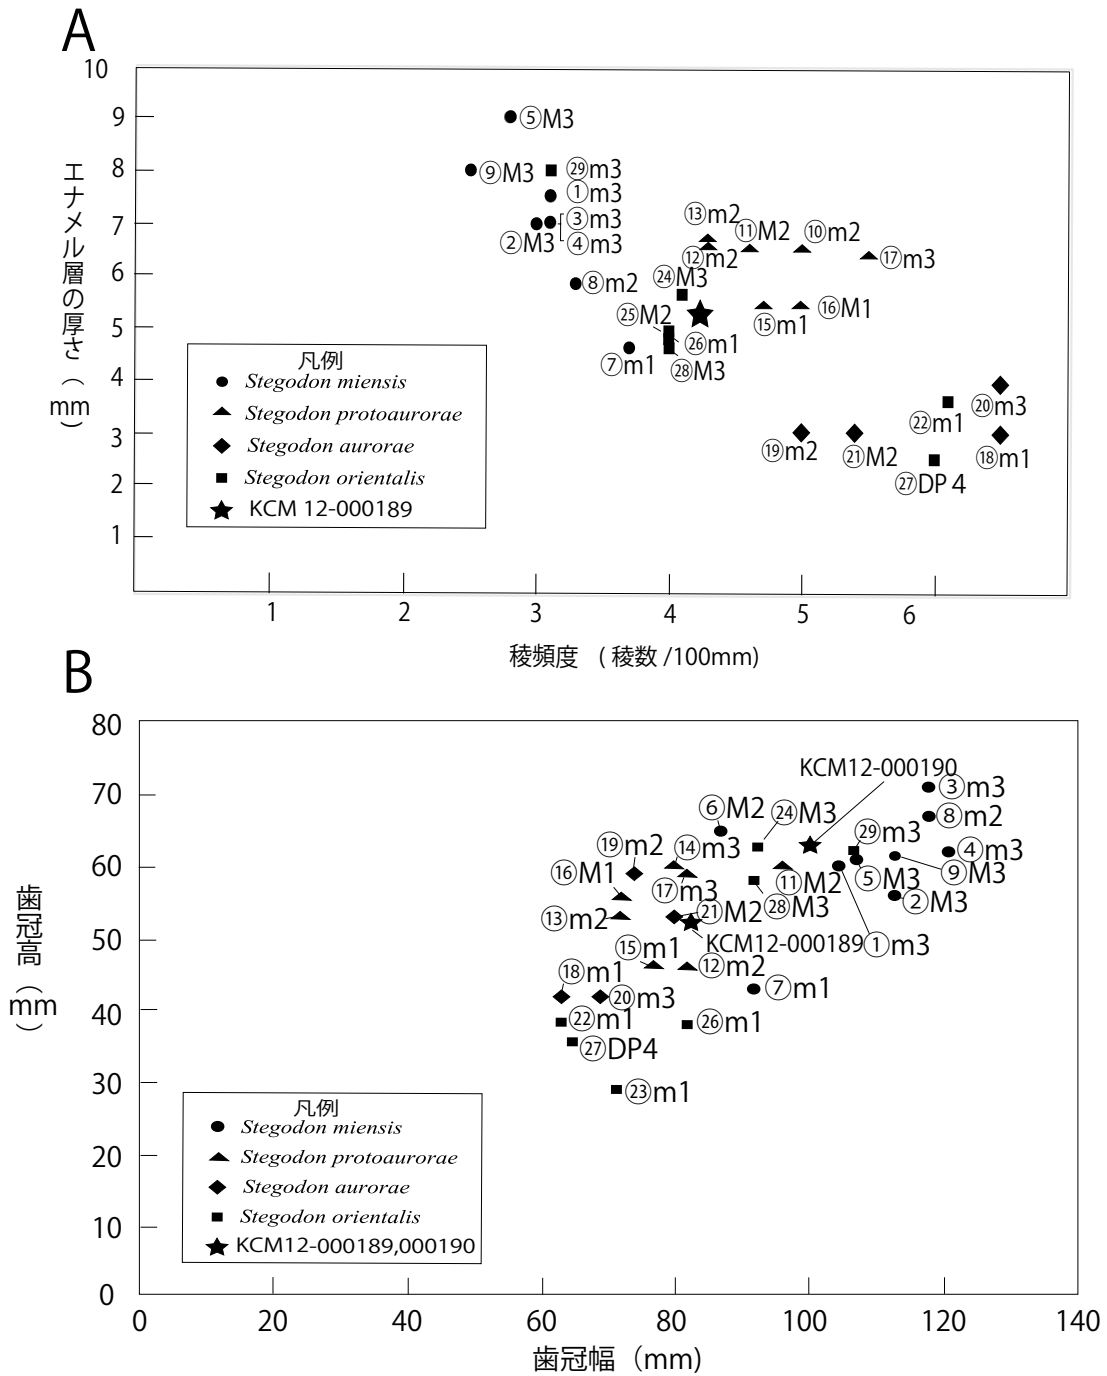 A
10
9
8
7
6
5
4
3
2
1
エナメル層の厚さ(mm)
⑤M3
⑨M3
㉙m3
①m3
③m3
②M3
④m3
⑧m2
⑦m1
⑬m2
⑪M2
⑩m2
⑫m2
⑰m3
㉔M3
㉕M2
㉖m1
㉘M3
⑮m1
⑯M1
⑳m3
㉒m1
⑲m2
㉑M2
⑱m1
㉗DP4
凡例
Stegodon miensis
Stegodon protoaurorae
Stegodon aurorae
Stegodon orientalis
KCM 12-000189
1 2 3 4 5 6
稜頻度 (稜数/100mm)
B
80
70
60
50
40
30
20
10
0
歯冠高(mm)
KCM12-000190
③m3
⑥M2
㉔M3
⑧m2
⑲m2
⑭m3
㉙m3
④m3
⑯M1
⑰m3
⑪M2
⑤M3
⑨M3
⑬m2
㉑M2
㉘M3
②M3
KCM12-000189
①m3
⑮m1
⑫m2
⑱m1
⑳m3
⑦m1
㉒m1
㉖m1
㉗DP4
㉓m1
凡例
Stegodon miensis
Stegodon protoaurorae
Stegodon aurorae
Stegodon orientalis
KCM12-000189,000190
0 20 40 60 80 100 120 140
歯冠幅(mm)